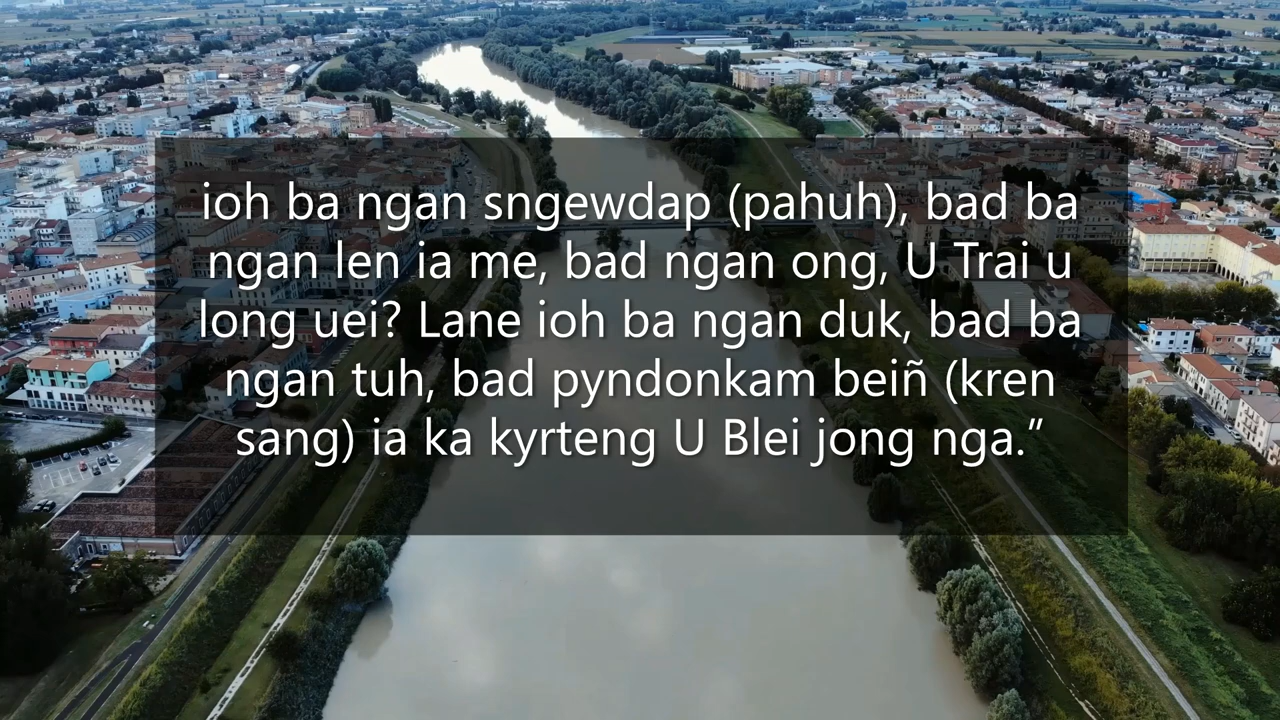 ioh ba ngan sngewdap (pahuh), bad ba
ngan len ia me, bad ngan ong, U Trai u
long uei? Lane ioh ba ngan duk, bad ba
ngan tuh, bad pyndonkam beiñ (kren
sang) ia ka kyrteng U Blei jong nga.”